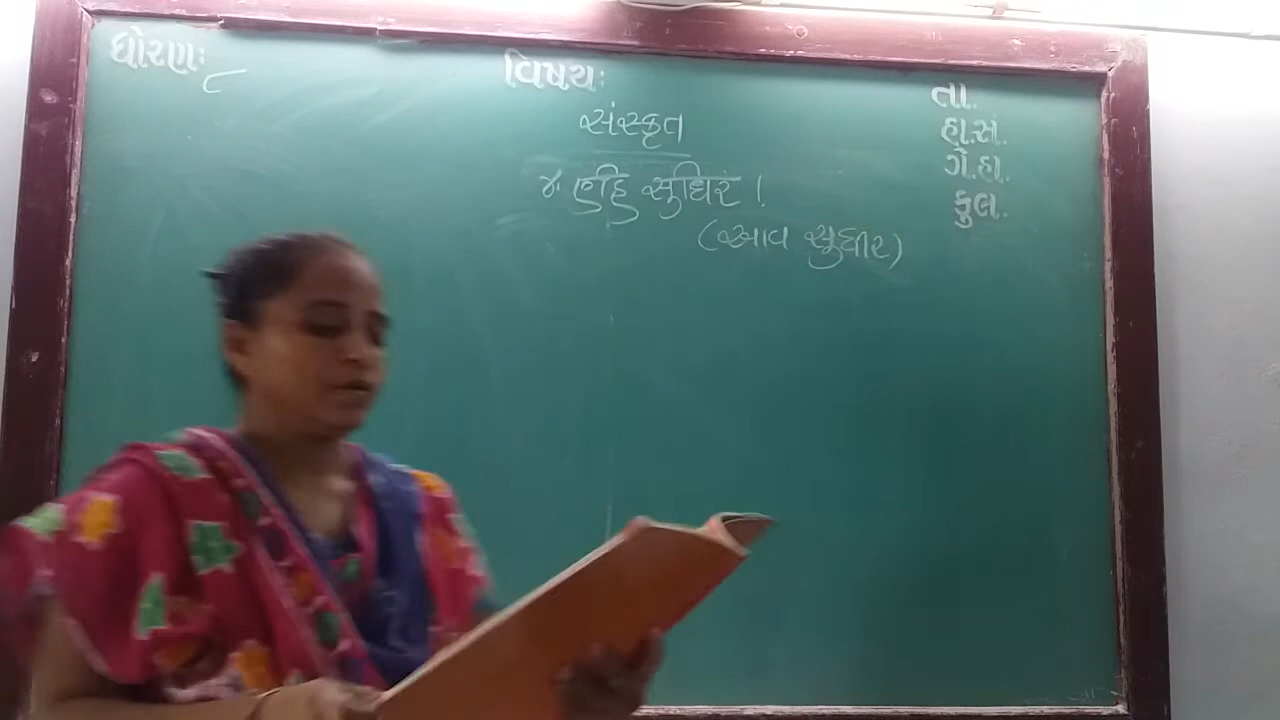 ધોરણઃ ૮
વિષયઃ
સંસ્કૃત
૪. एहि सुधिर !
(આવ સુધીર)
તા.
હા.સં.
ગે.હા.
કુલ.